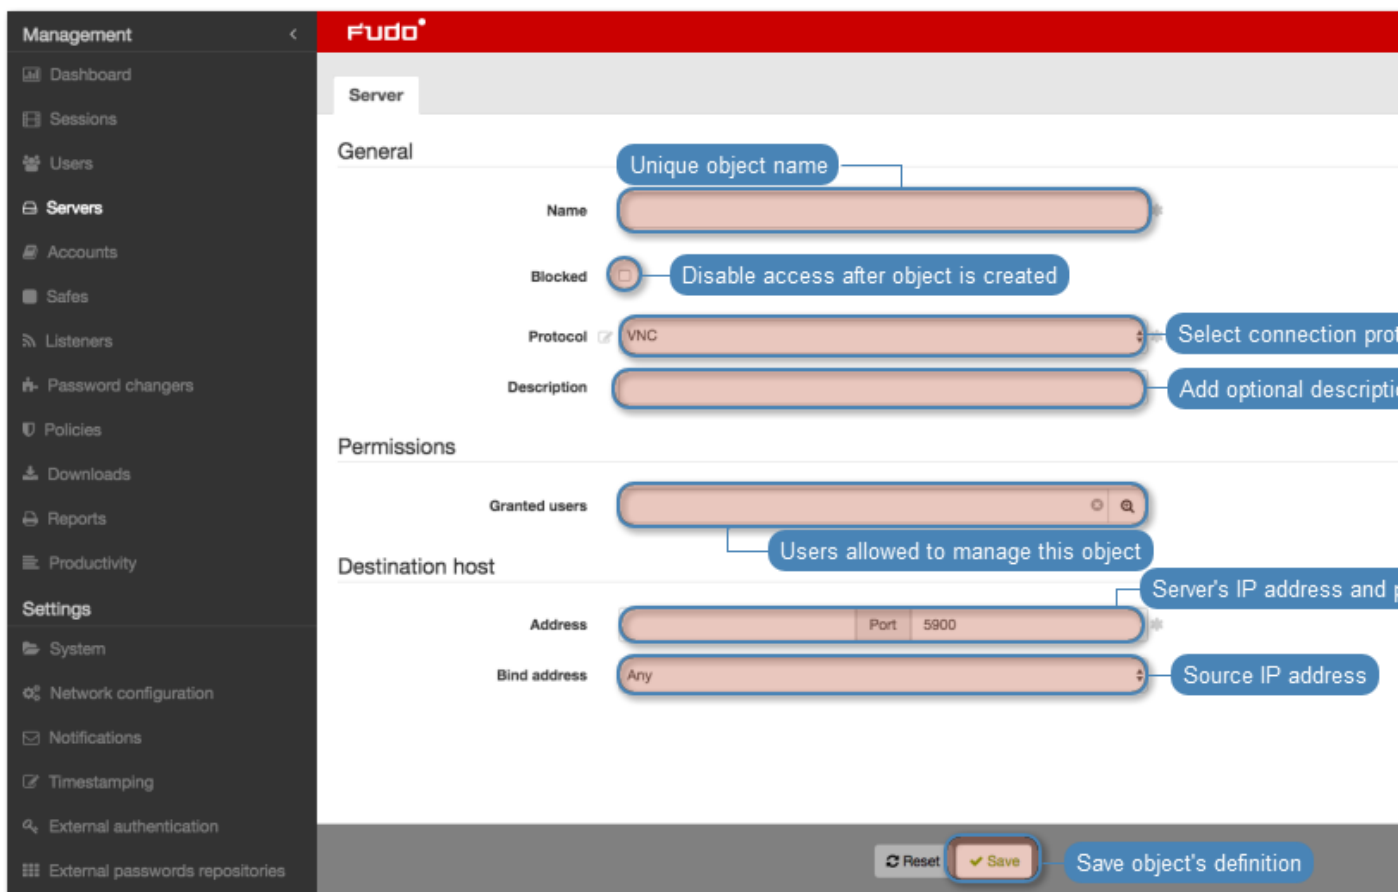 Management
Dashboard
Sessions
Users
Servers
Accounts
Safes
Listeners
Password changers
Policies
Downloads
Reports
Productivity
Settings
System
Network configuration
Notifications
Timestamping
External authentication
External passwords repositories
FUDO
Server
General
Unique object name
Name
Blocked
Disable access after object is created
Protocol
VNC
Select connection
Description
Add optional
Permissions
Granted users
Users allowed to manage this object
Destination host
Server's IP address and
Address
Port 5900
Bind address
Any
Source IP address
Reset
Save
Save object's definition